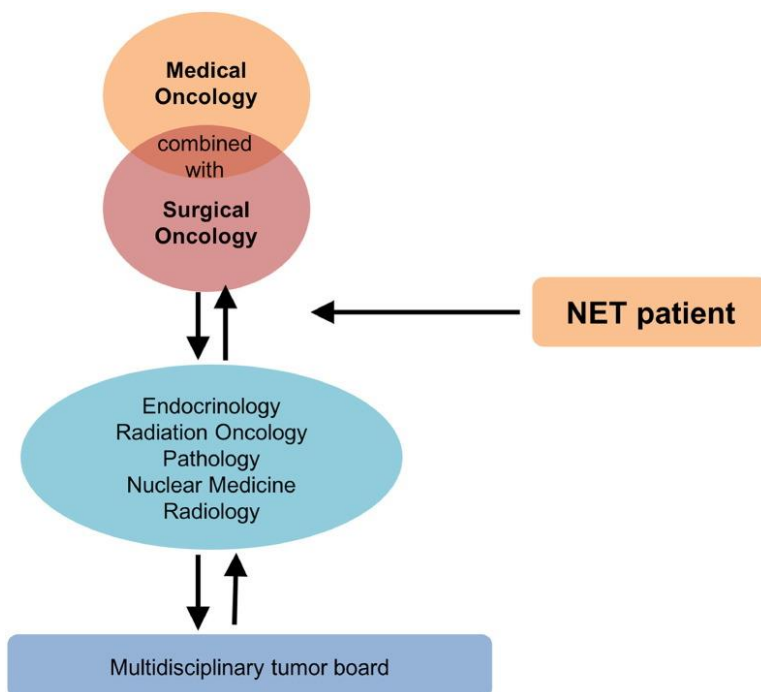 Medical
Oncology
combined
with
Surgical
Oncology
NET patient
Endocrinology
Radiation Oncology
Pathology
Nuclear Medicine
Radiology
Multidisciplinary tumor board